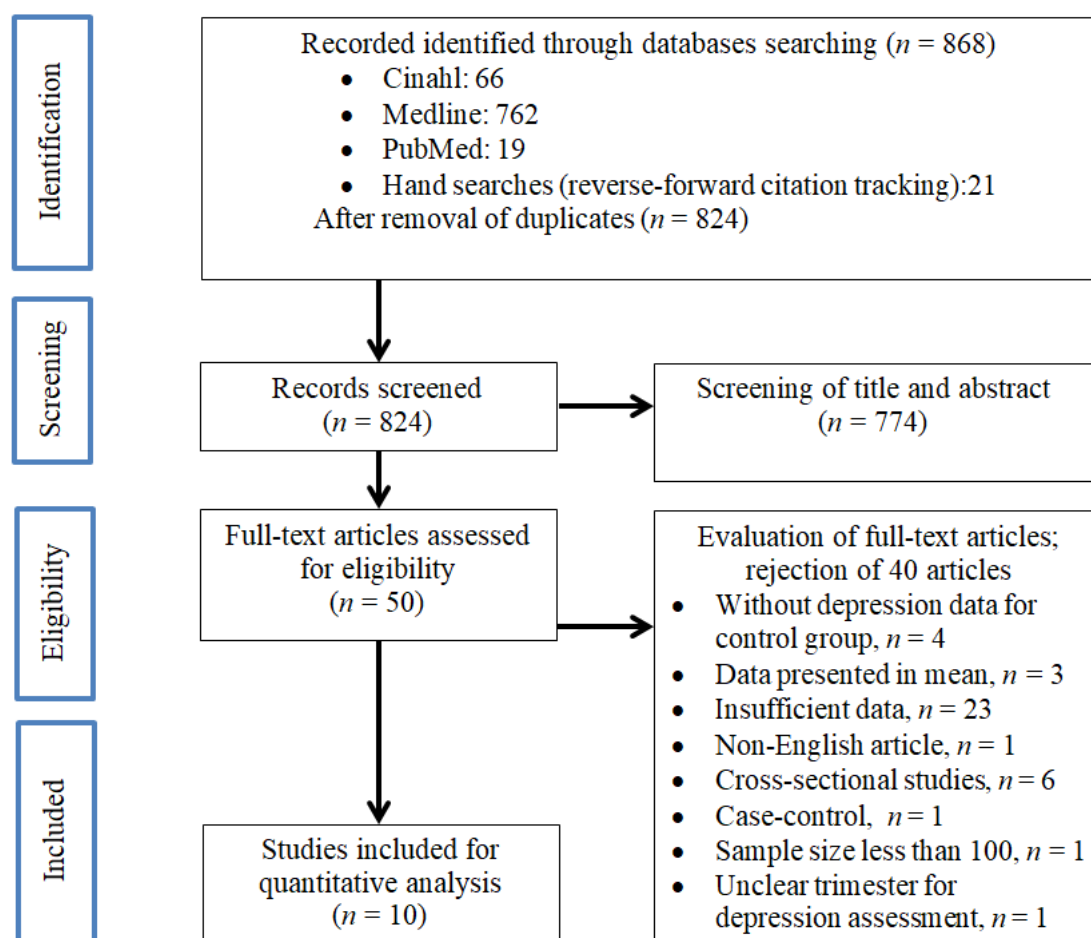 Identification
Recorded identified through databases searching (n = 868)
• Cinahl: 66
• Medline: 762
• PubMed: 19
• Hand searches (reverse-forward citation tracking):21
After removal of duplicates (n = 824)
Screening
Records screened
(n = 824)
Screening of title and abstract
(n = 774)
Eligibility
Full-text articles assessed
for eligibility
(n = 50)
Evaluation of full-text articles;
rejection of 40 articles
• Without depression data for
control group, n = 4
• Data presented in mean, n = 3
• Insufficient data, n = 23
• Non-English article, n = 1
• Cross-sectional studies, n = 6
• Case-control, n = 1
• Sample size less than 100, n = 1
• Unclear trimester for
depression assessment, n = 1
Included
Studies included for
quantitative analysis
(n = 10)